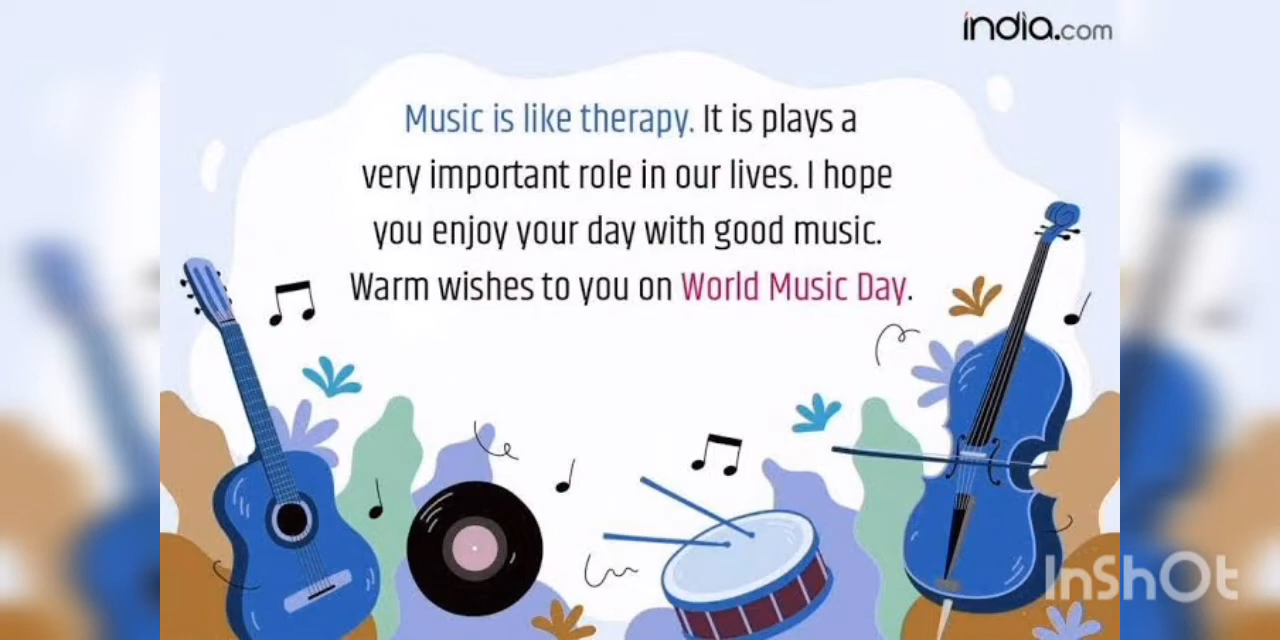 india.com
Music is like therapy. It is plays a
very important role in our lives. I hope
you enjoy your day with good music.
Warm wishes to you on World Music Day.
InShOt